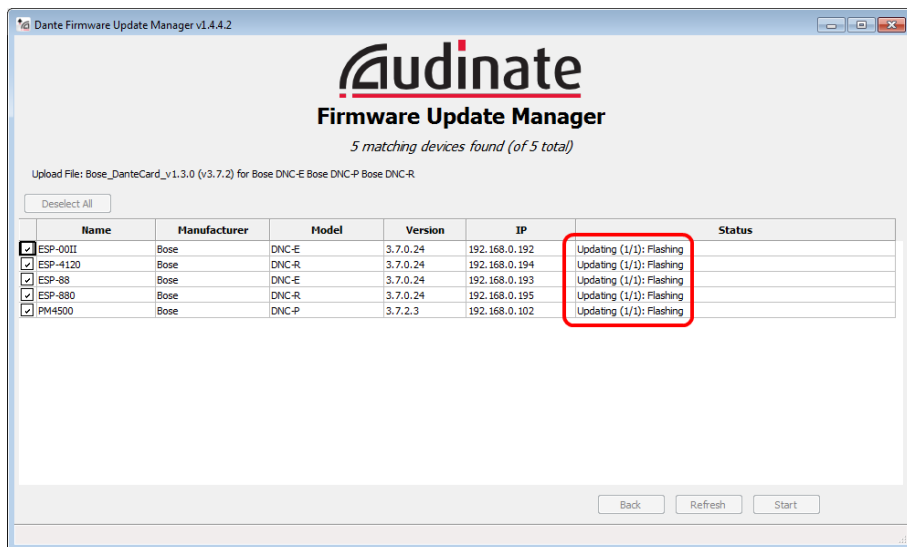 Dante Firmware Update Manager v1.4.4.2
Audinate
Firmware Update Manager
5 matching devices found (of 5 total)
Upload File: Bose_DanteCard_v1.3.0 (v3.7.2) for Bose DNC-E Bose DNC-P Bose DNC-R
Deselect All
Name Manufacturer Model Version IP Status
ESP-00II Bose DNC-E 3.7.0.24 192.168.0.192 Updating (1/1): Flashing
ESP-4120 Bose DNC-R 3.7.0.24 192.168.0.194 Updating (1/1): Flashing
ESP-88 Bose DNC-E 3.7.0.24 192.168.0.193 Updating (1/1): Flashing
ESP-880 Bose DNC-R 3.7.0.24 192.168.0.195 Updating (1/1): Flashing
PM4500 Bose DNC-P 3.7.2.3 192.168.0.102 Updating (1/1): Flashing
Back Refresh Start